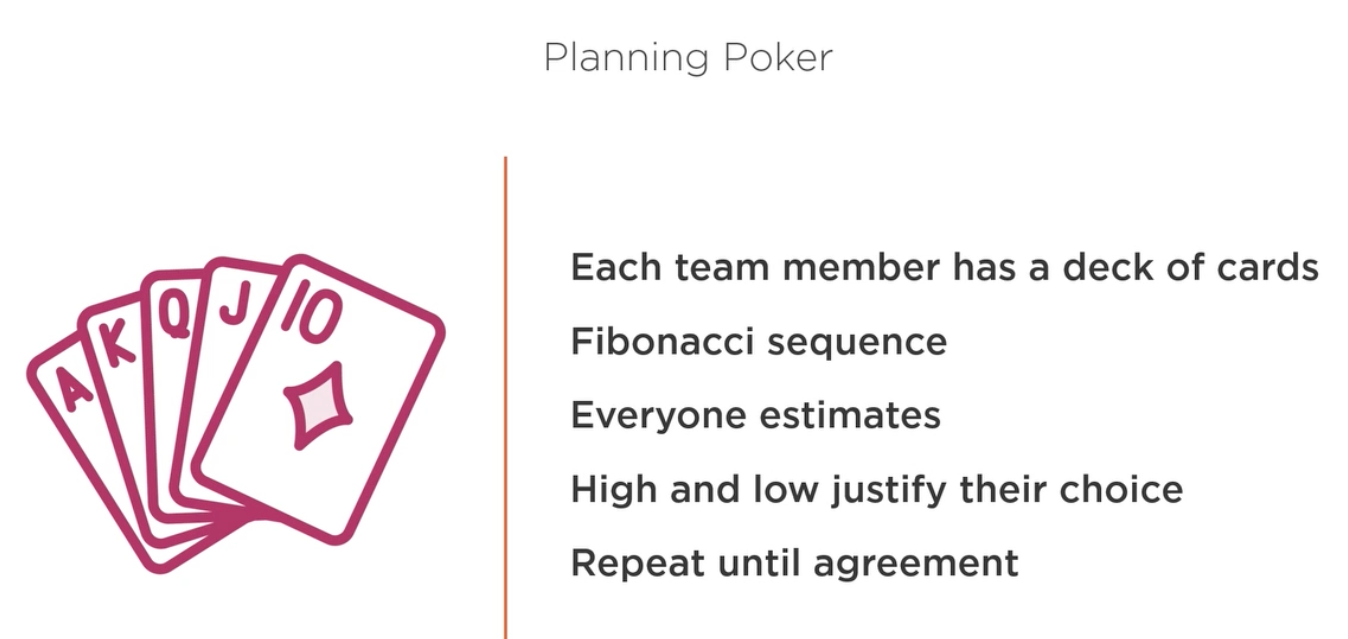 Planning Poker
A
K
Q
J
10
Each team member has a deck of cards
Fibonacci sequence
Everyone estimates
High and low justify their choice
Repeat until agreement